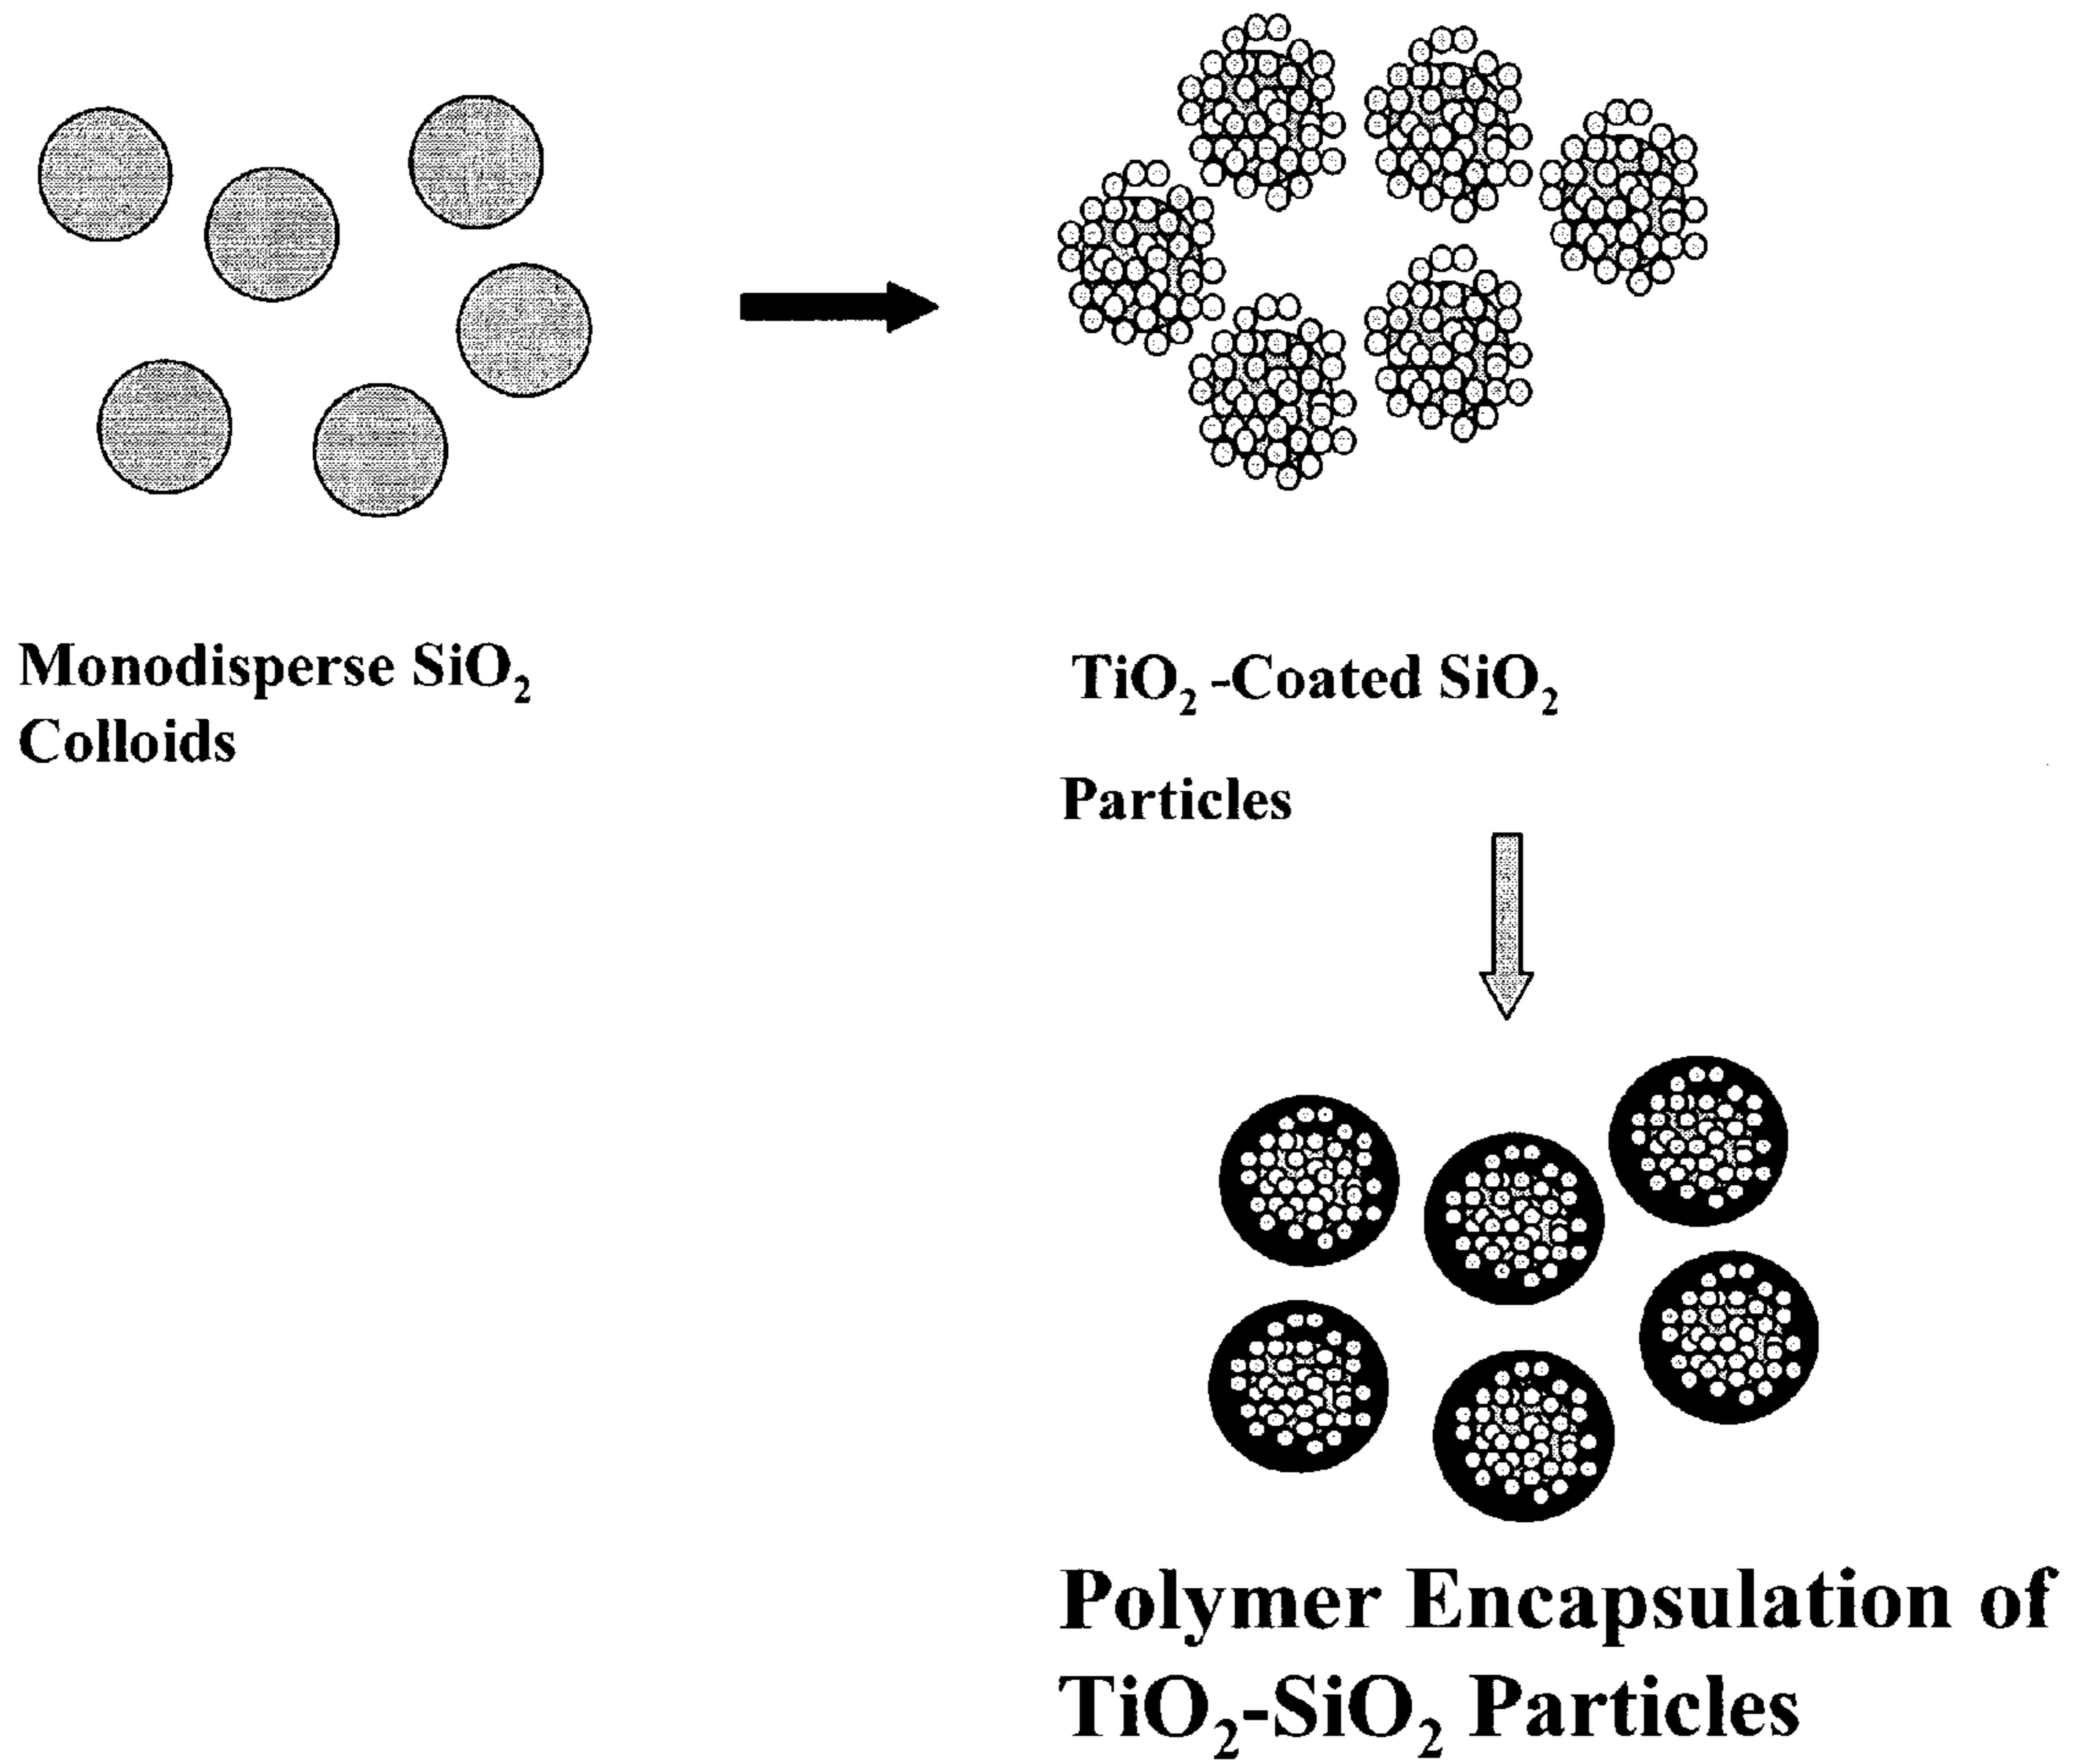 Monodisperse SiO₂
Colloids
TiO₂ -Coated SiO₂
Particles
Polymer Encapsulation of
TiO₂-SiO₂ Particles